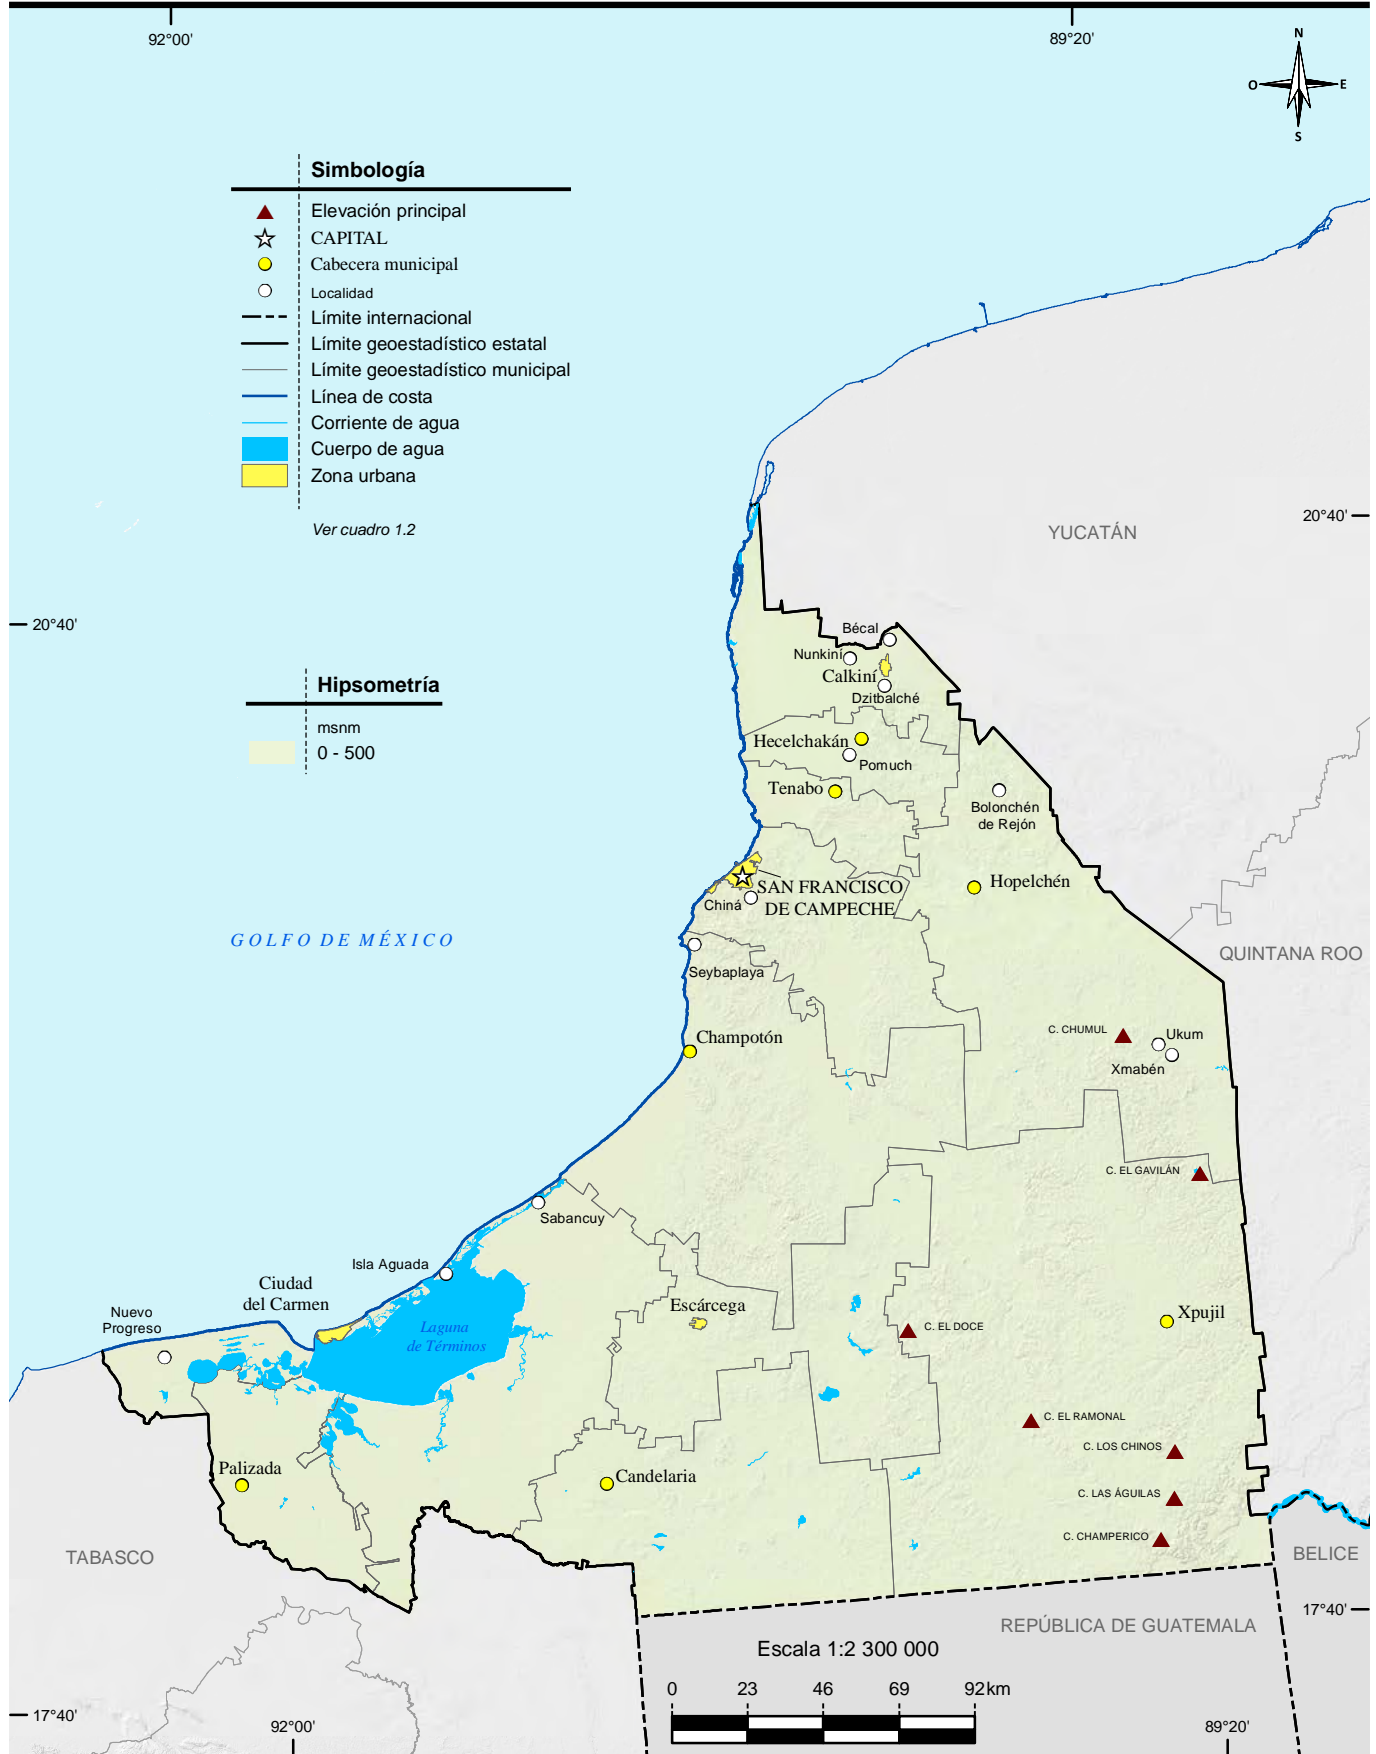 92°00'
89°20'
N
O
E
S
Simbología
Elevación principal
CAPITAL
Cabecera municipal
Localidad
Límite internacional
Límite geoestadístico estatal
Límite geoestadístico municipal
Línea de costa
Corriente de agua
Cuerpo de agua
Zona urbana
Ver cuadro 1.2
20°40'
YUCATÁN
20°40'
Bécal
Nunkiní
Calkiní
Dzitbalché
Hipsometría
msnm
0 - 500
Hecelchakán
Pomuch
Tenabo
Bolonchén
de Rejón
Hopelchén
SAN FRANCISCO
DE CAMPECHE
Chiná
GOLFO DE MÉXICO
QUINTANA ROO
Seybaplaya
Champotón
C. CHUMUL
Ukum
Xmabén
C. EL GAVILÁN
Sabancuy
Isla Aguada
Ciudad
del Carmen
Nuevo
Progreso
Laguna
de Términos
Escárcega
C. EL DOCE
Xpujil
C. EL RAMONAL
C. LOS CHINOS
C. LAS ÁGUILAS
C. CHAMPERICO
Palizada
Candelaria
TABASCO
BELICE
17°40'
REPÚBLICA DE GUATEMALA
Escala 1:2 300 000
0 23 46 69 92 km
17°40'
92°00'
89°20'